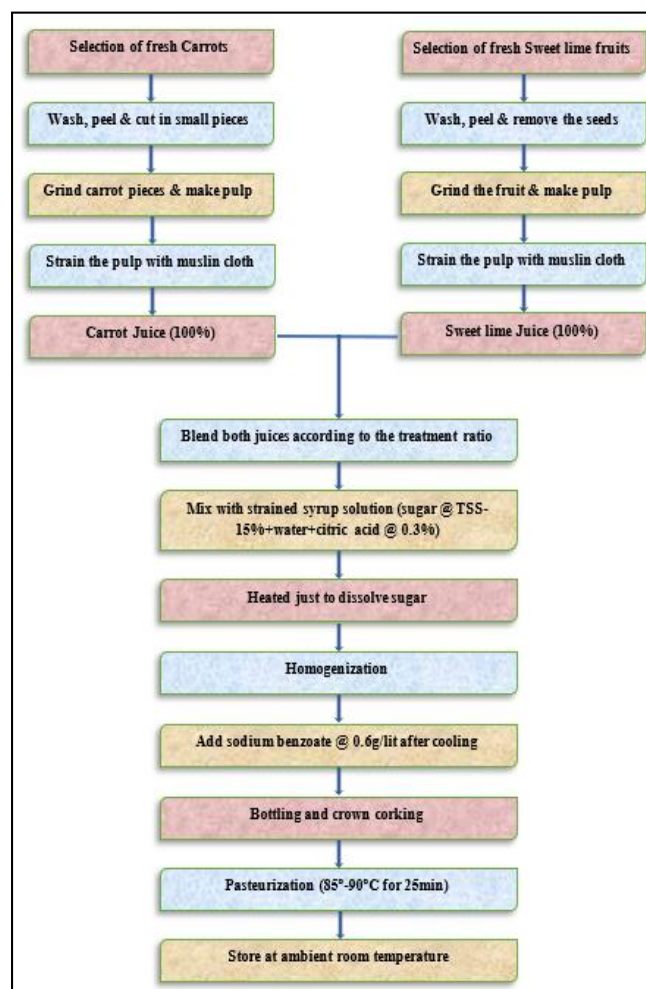 Selection of fresh Carrots
Wash, peel & cut in small pieces
Grind carrot pieces & make pulp
Strain the pulp with muslin cloth
Carrot Juice (100%)
Selection of fresh Sweet lime fruits
Wash, peel & remove the seeds
Grind the fruit & make pulp
Strain the pulp with muslin cloth
Sweet lime Juice (100%)
Blend both juices according to the treatment ratio
Mix with strained syrup solution (sugar @ TSS-
15%+water+citric acid @ 0.3%)
Heated just to dissolve sugar
Homogenization
Add sodium benzoate @ 0.6g/lit after cooling
Bottling and crown corking
Pasteurization (85°-90°C for 25min)
Store at ambient room temperature